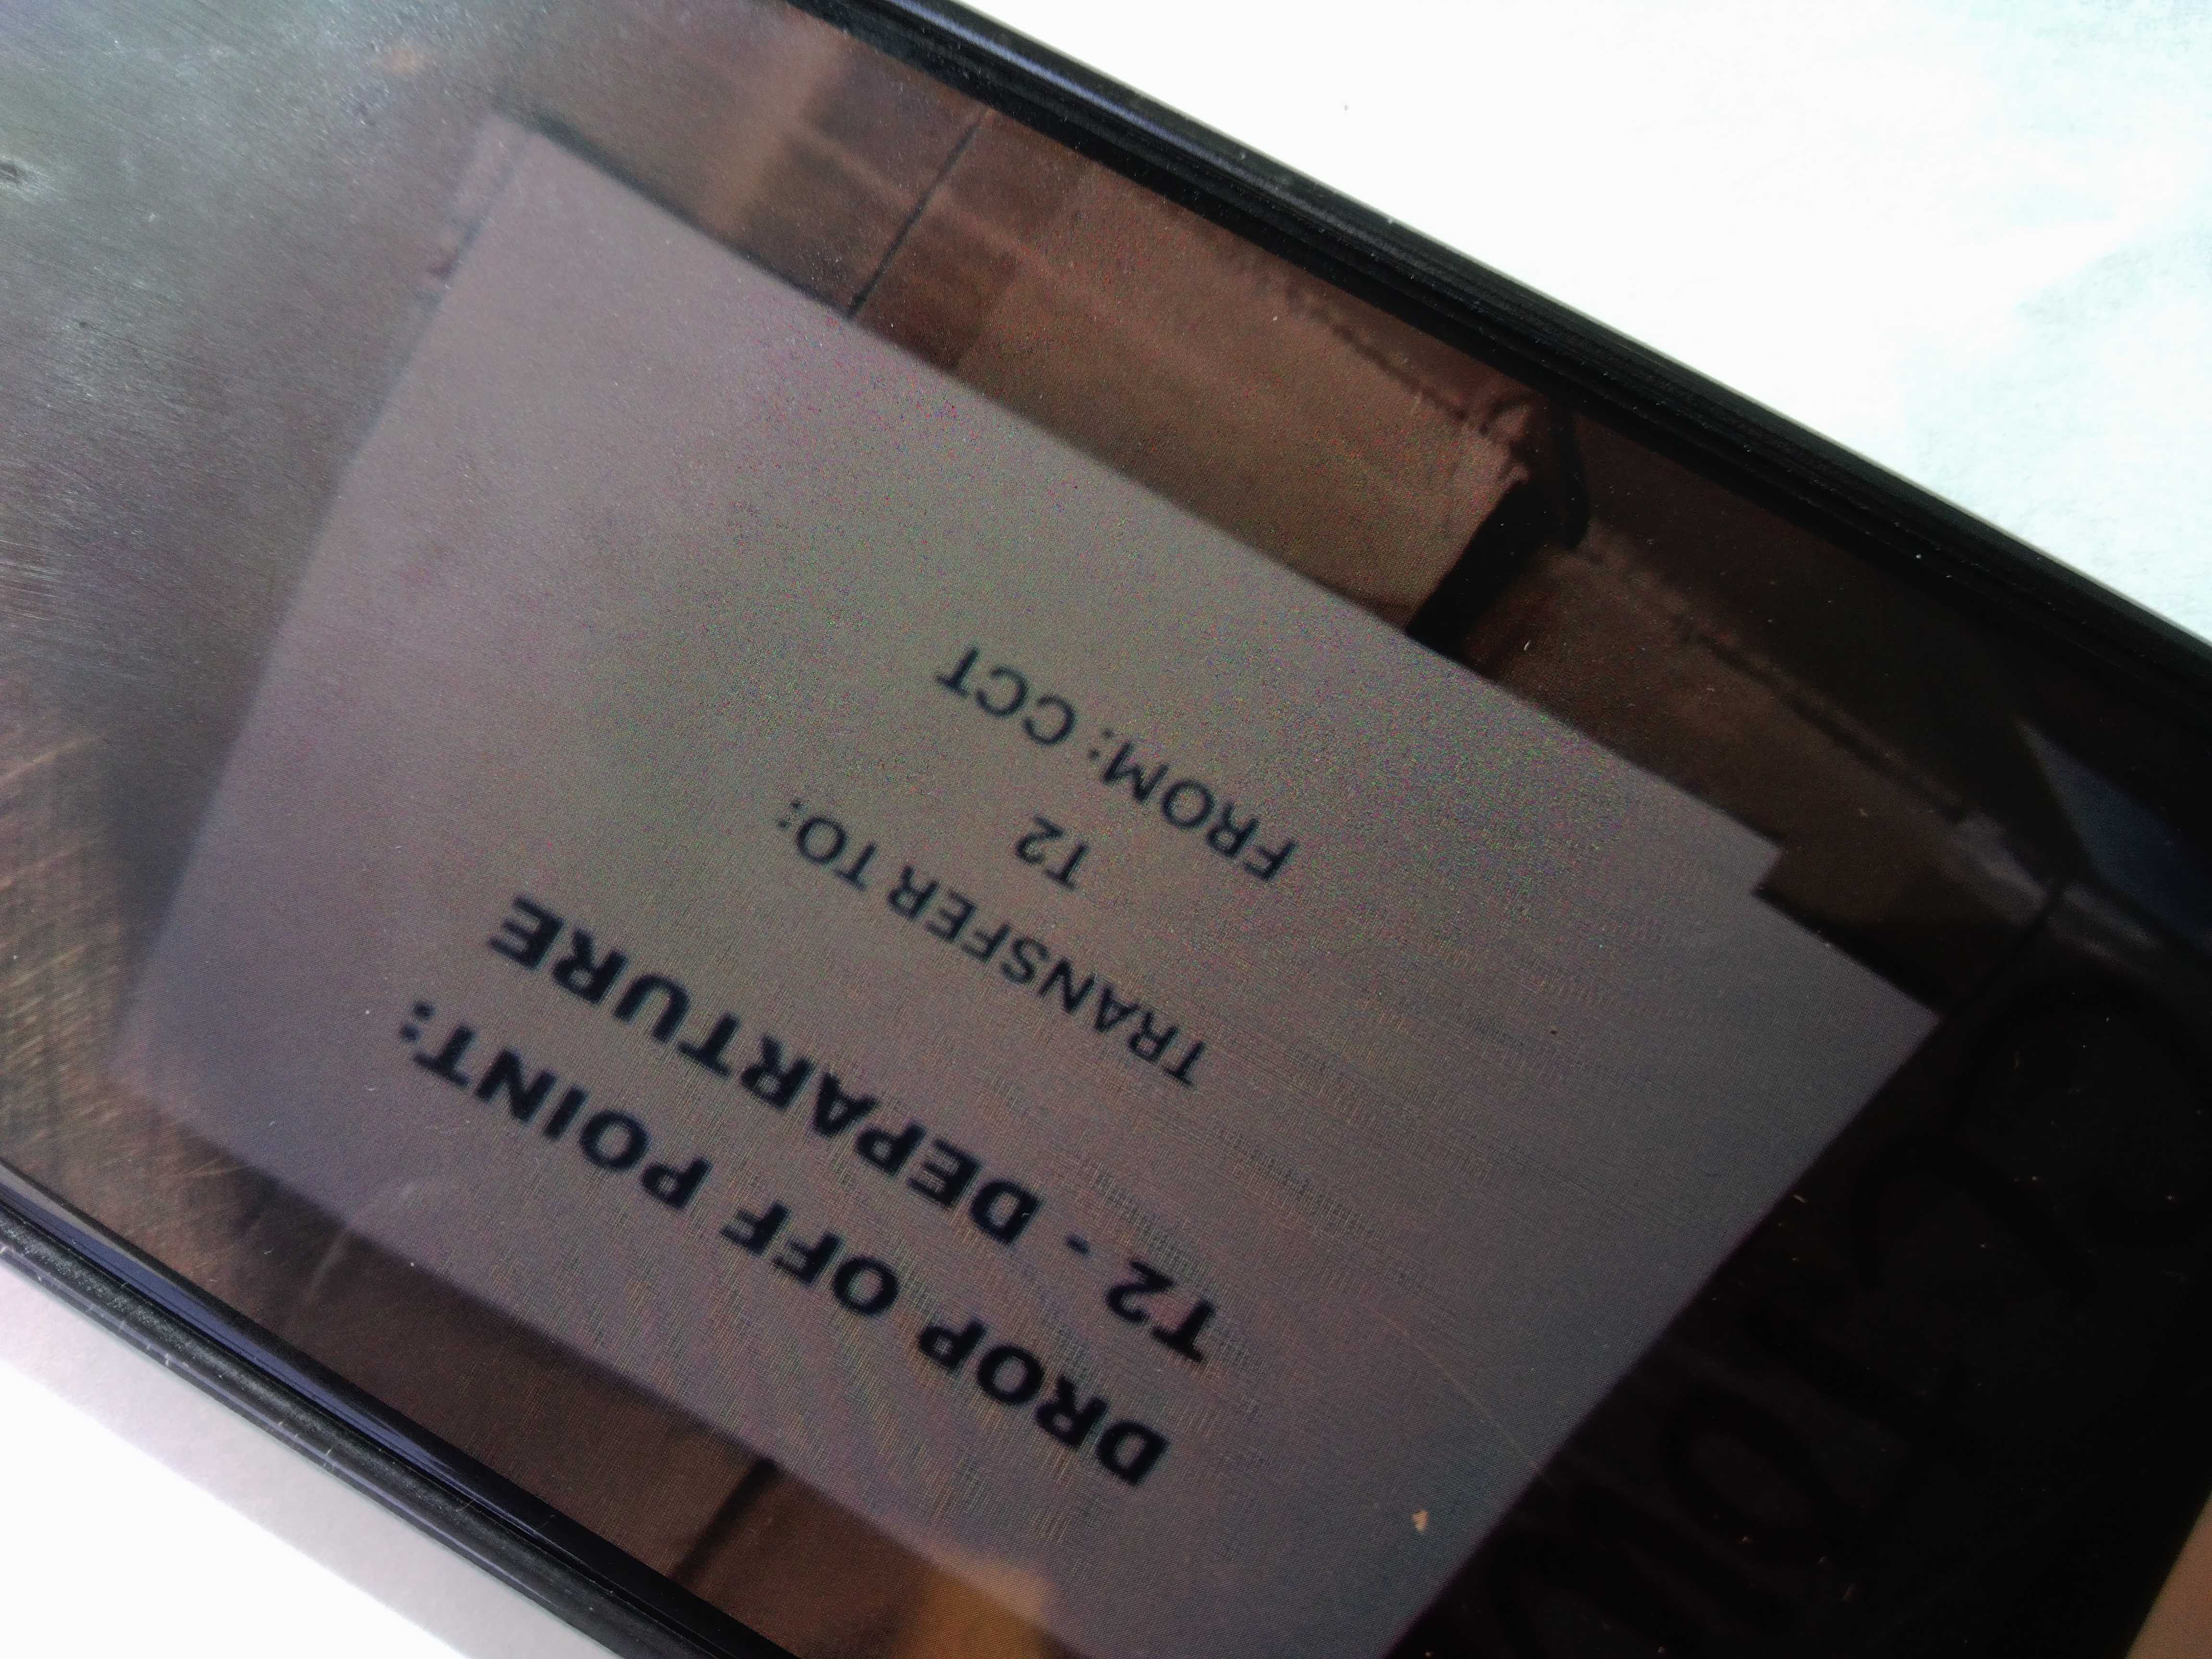 DROP OFF POINT:
T2 - DEPARTURE
TRANSFER TO:
T2
FROM: CCT